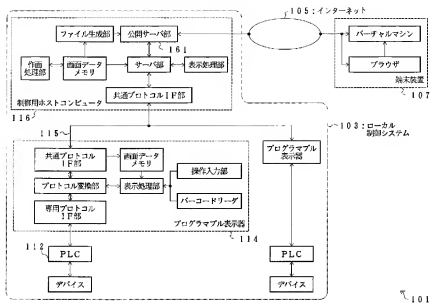 105：インターネット
ファイル生成部
公開サーバ部
161
バーチャルマシン
作画
処理部
画面データ
メモリ
サーバ部
表示処理部
ブラウザ
端末装置
107
共通プロトコルIF部
制御用ホストコンピュータ
116
103：ローカル
制御システム
115
共通プロトコル
IF部
画面データ
メモリ
操作入力部
プログラマブル
表示器
プロトコル変換部
表示処理部
バーコードリーダ
専用プロトコル
IF部
プログラマブル表示器
114
112
PLC
PLC
デバイス
デバイス
101